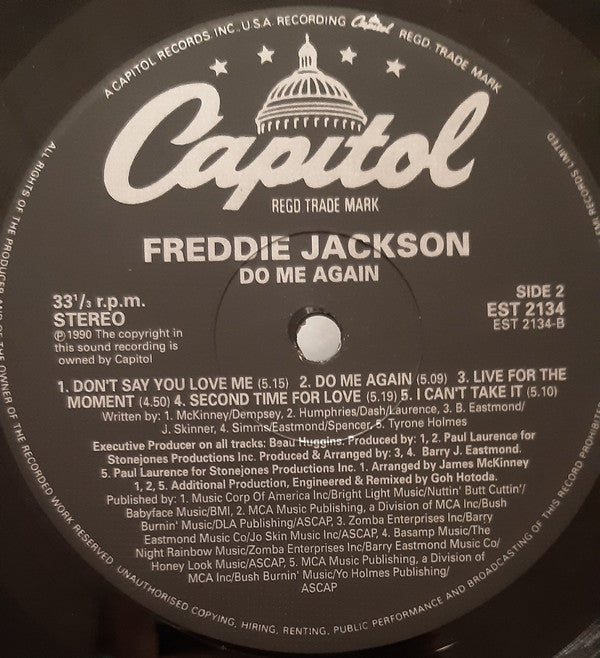 A CAPITOL RECORDS, INC. U.S.A RECORDING Capitol REGD. TRADE MARK
Capitol
REGD TRADE MARK
FREDDIE JACKSON
DO ME AGAIN
33¹/₃ r.p.m.
STEREO
℗1990 The copyright in
this sound recording is
owned by Capitol
SIDE 2
EST 2134
EST 2134-B
1. DON'T SAY YOU LOVE ME (5.15) 2. DO ME AGAIN (5.09) 3. LIVE FOR THE
MOMENT (4.50) 4. SECOND TIME FOR LOVE (5.19) 5. I CAN'T TAKE IT (5.10)
Written by: 1. McKinney/Dempsey, 2. Humphries/Dash/Laurence, 3. B. Eastmond/
J. Skinner, 4. Simms/Eastmond/Spencer, 5. Tyrone Holmes
Executive Producer on all tracks: Beau Huggins. Produced by: 1, 2. Paul Laurence for
Stonejones Productions Inc. Produced & Arranged by: 3, 4. Barry J. Eastmond.
5. Paul Laurence for Stonejones Productions Inc. 1. Arranged by James McKinney
1, 2, 5. Additional Production, Engineered & Remixed by Goh Hotoda.
Published by: 1. Music Corp Of America Inc/Bright Light Music/Nuttin' Butt Cuttin'/
Babyface Music/BMI, 2. MCA Music Publishing, a Division of MCA Inc/Bush
Burnin' Music/DLA Publishing/ASCAP, 3. Zomba Enterprises Inc/Barry
Eastmond Music Co/Jo Skin Music Inc/ASCAP, 4. Basamp Music/The
Night Rainbow Music/Zomba Enterprises Inc/Barry Eastmond Music Co/
Honey Look Music/ASCAP, 5. MCA Music Publishing, a Division of
MCA Inc/Bush Burnin' Music/Yo Holmes Publishing/
ASCAP
ALL RIGHTS OF THE PRODUCER AND OF THE OWNER OF THE RECORDED WORK RESERVED. UNAUTHORISED COPYING, HIRING, RENTING, PUBLIC PERFORMANCE AND BROADCASTING OF THIS RECORD PROHIBITED
EMI RECORDS LIMITED